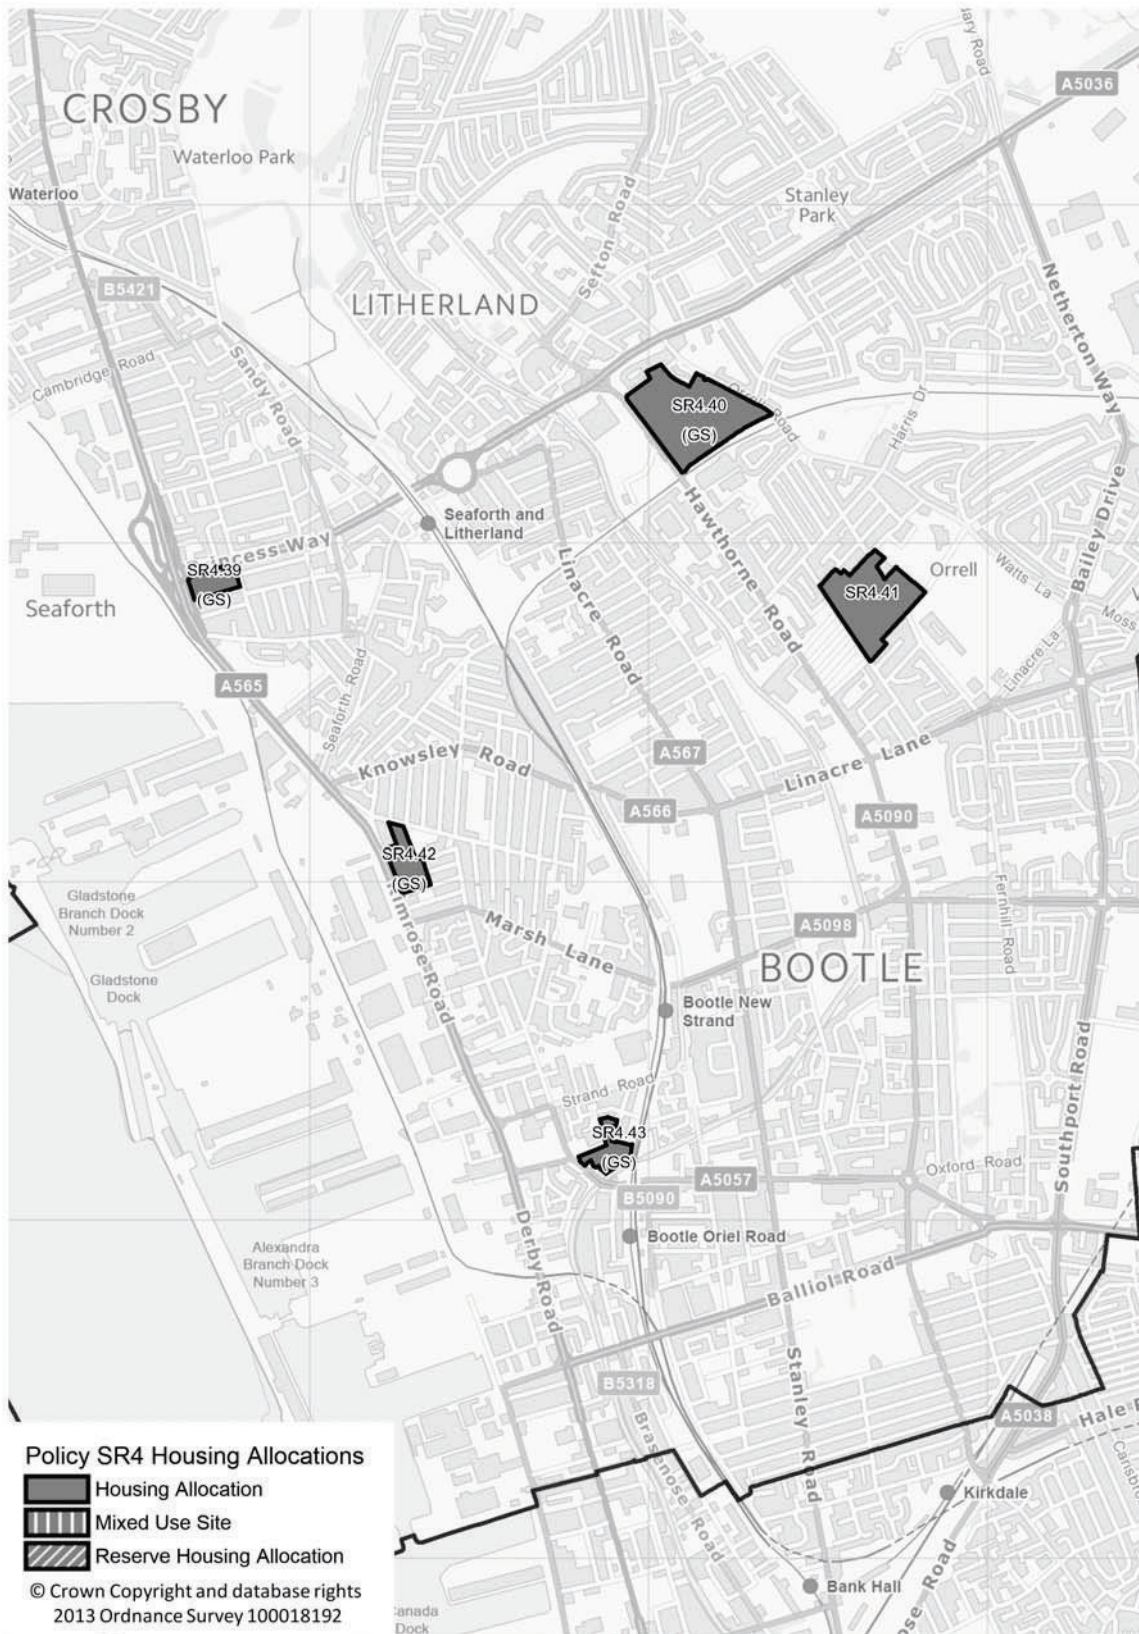 CROSBY
A5036
Waterloo Park
Waterloo
Stanley
Park
Sefton Road
B5421
LITHERLAND
Netherton Way
Cambridge Road
Sandy Road
Orrell Road
SR4.40
(GS)
Harris Dr
Seaforth and
Litherland
Hawthorne Road
Bailey Drive
SR4.39
(GS)
Linacre Road
Orrell
Watts La
SR4.41
Seaforth
Moss
A565
Seaforth Road
Linacre La
Knowsley Road
A567
Linacre Lane
A566
A5090
SR4.42
(GS)
Gladstone
Branch Dock
Number 2
Marsh Lane
A5098
Fernhill Road
Gladstone
Dock
BOOTLE
Bootle New
Strand
Southport Road
Strand Road
SR4.43
(GS)
Oxford Road
A5057
B5090
Bootle Oriel Road
Derby Road
Alexandra
Branch Dock
Number 3
Balliol Road
Stanley Road
B5318
A5038
Hale
Brasenose Road
Policy SR4 Housing Allocations
Housing Allocation
Mixed Use Site
Reserve Housing Allocation
© Crown Copyright and database rights
2013 Ordnance Survey 100018192
Kirkdale
Bank Hall
Dock